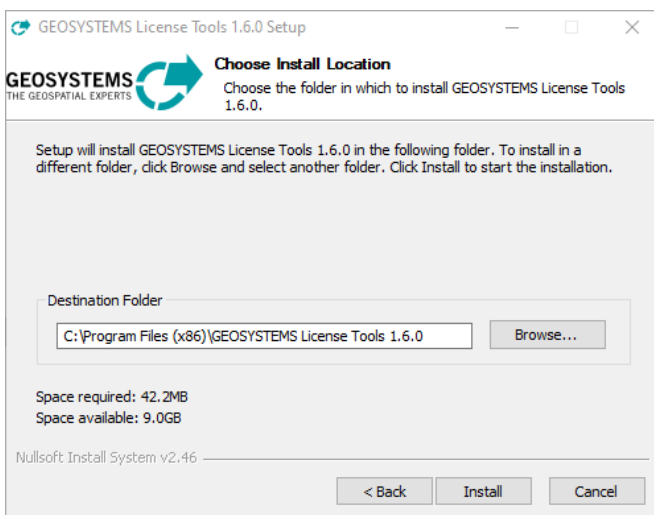 GEOSYSTEMS License Tools 1.6.0 Setup
GEOSYSTEMS
THE GEOSPATIAL EXPERTS
Choose Install Location
Choose the folder in which to install GEOSYSTEMS License Tools
1.6.0.
Setup will install GEOSYSTEMS License Tools 1.6.0 in the following folder. To install in a
different folder, click Browse and select another folder. Click Install to start the installation.
Destination Folder
C:\Program Files (x86)\GEOSYSTEMS License Tools 1.6.0
Browse...
Space required: 42.2MB
Space available: 9.0GB
Nullsoft Install System v2.46
< Back
Install
Cancel